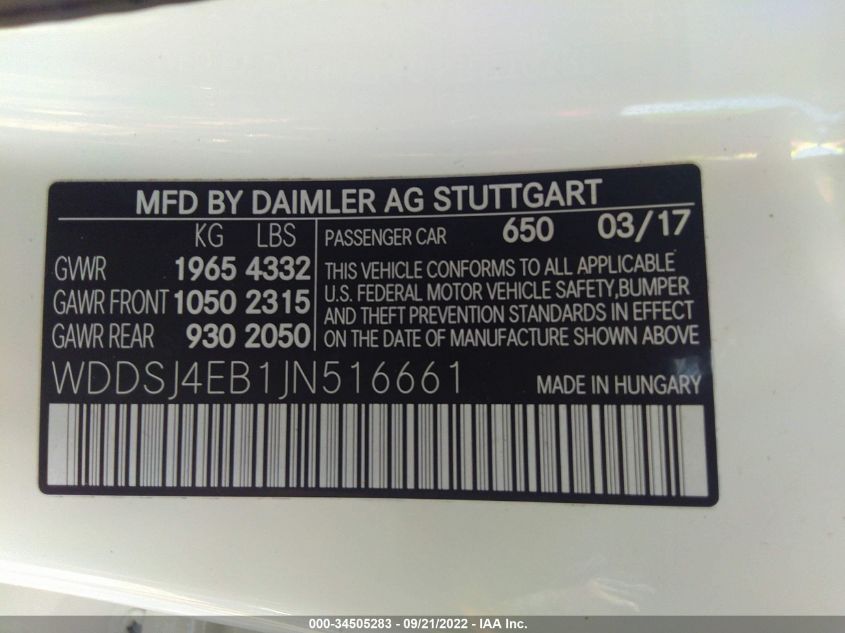 MFD BY DAIMLER AG STUTTGART
KG LBS
GVWR 1965 4332
GAWR FRONT 1050 2315
GAWR REAR 930 2050
PASSENGER CAR 650 03/17
THIS VEHICLE CONFORMS TO ALL APPLICABLE
U.S. FEDERAL MOTOR VEHICLE SAFETY, BUMPER
AND THEFT PREVENTION STANDARDS IN EFFECT
ON THE DATE OF MANUFACTURE SHOWN ABOVE
WDDSJ4EB1JN516661 MADE IN HUNGARY
000-34505283 - 09/21/2022 - IAA Inc.